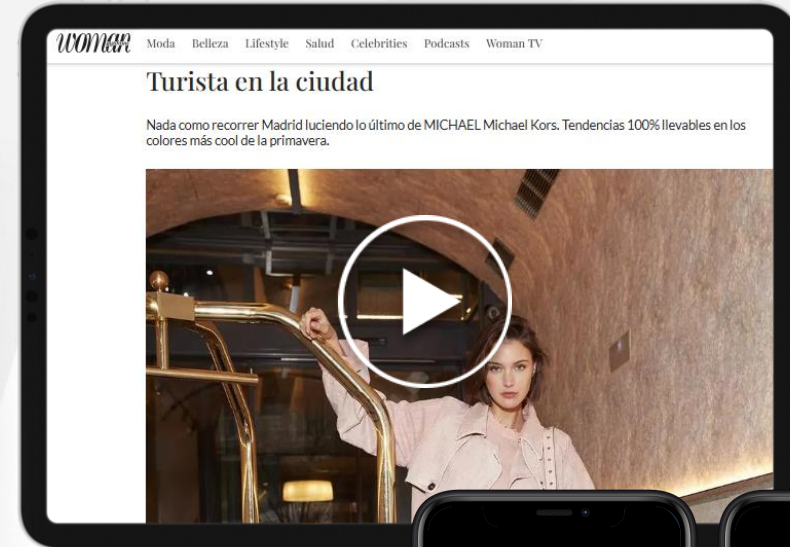 woman
Moda Belleza Lifestyle Salud Celebrities Podcasts Woman TV
Turista en la ciudad
Nada como recorrer Madrid luciendo lo último de MICHAEL Michael Kors. Tendencias 100% llevables en los
colores más cool de la primavera.